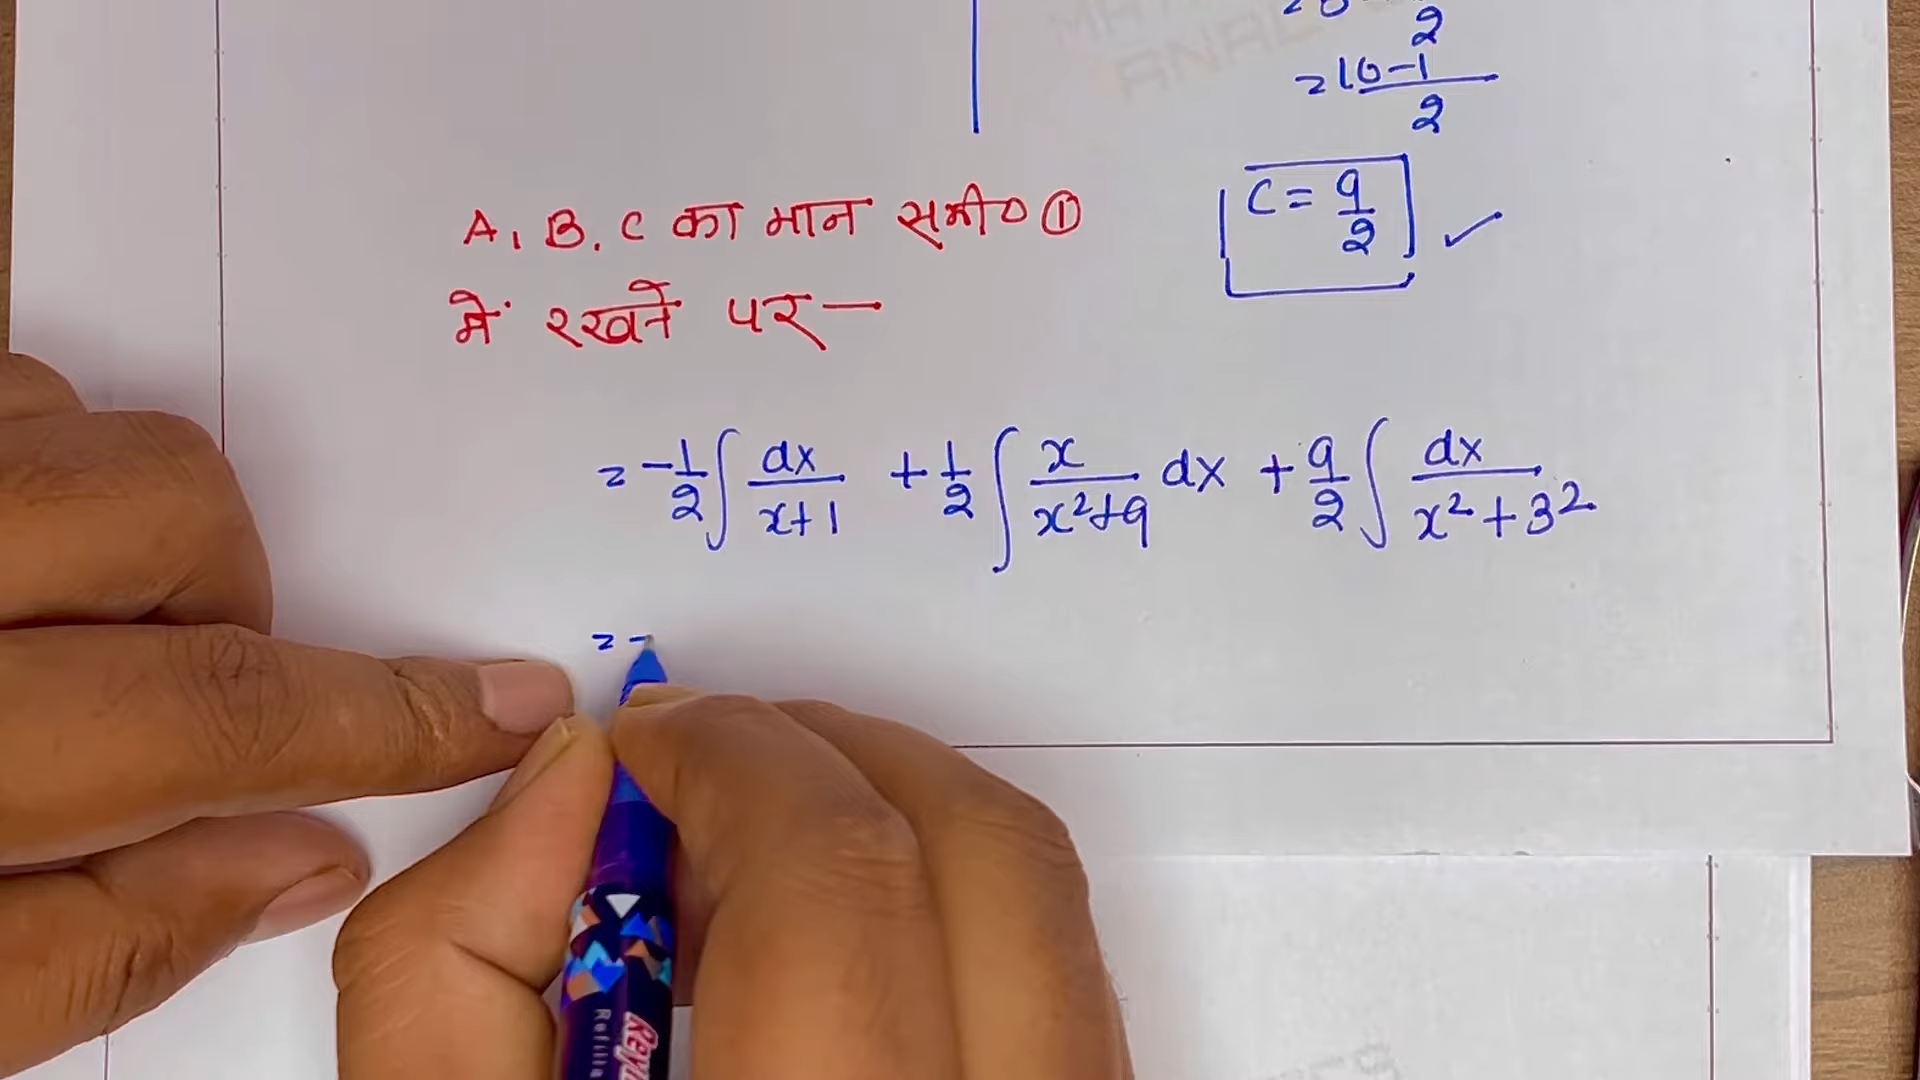 2
= 10 - 1
2
C = 9/2 ✓
A, B, C का मान समी० ①
में रखने पर —
= -1/2 ∫ dx/(x+1) + 1/2 ∫ x/(x²+9) dx + 9/2 ∫ dx/(x²+3²)
= -